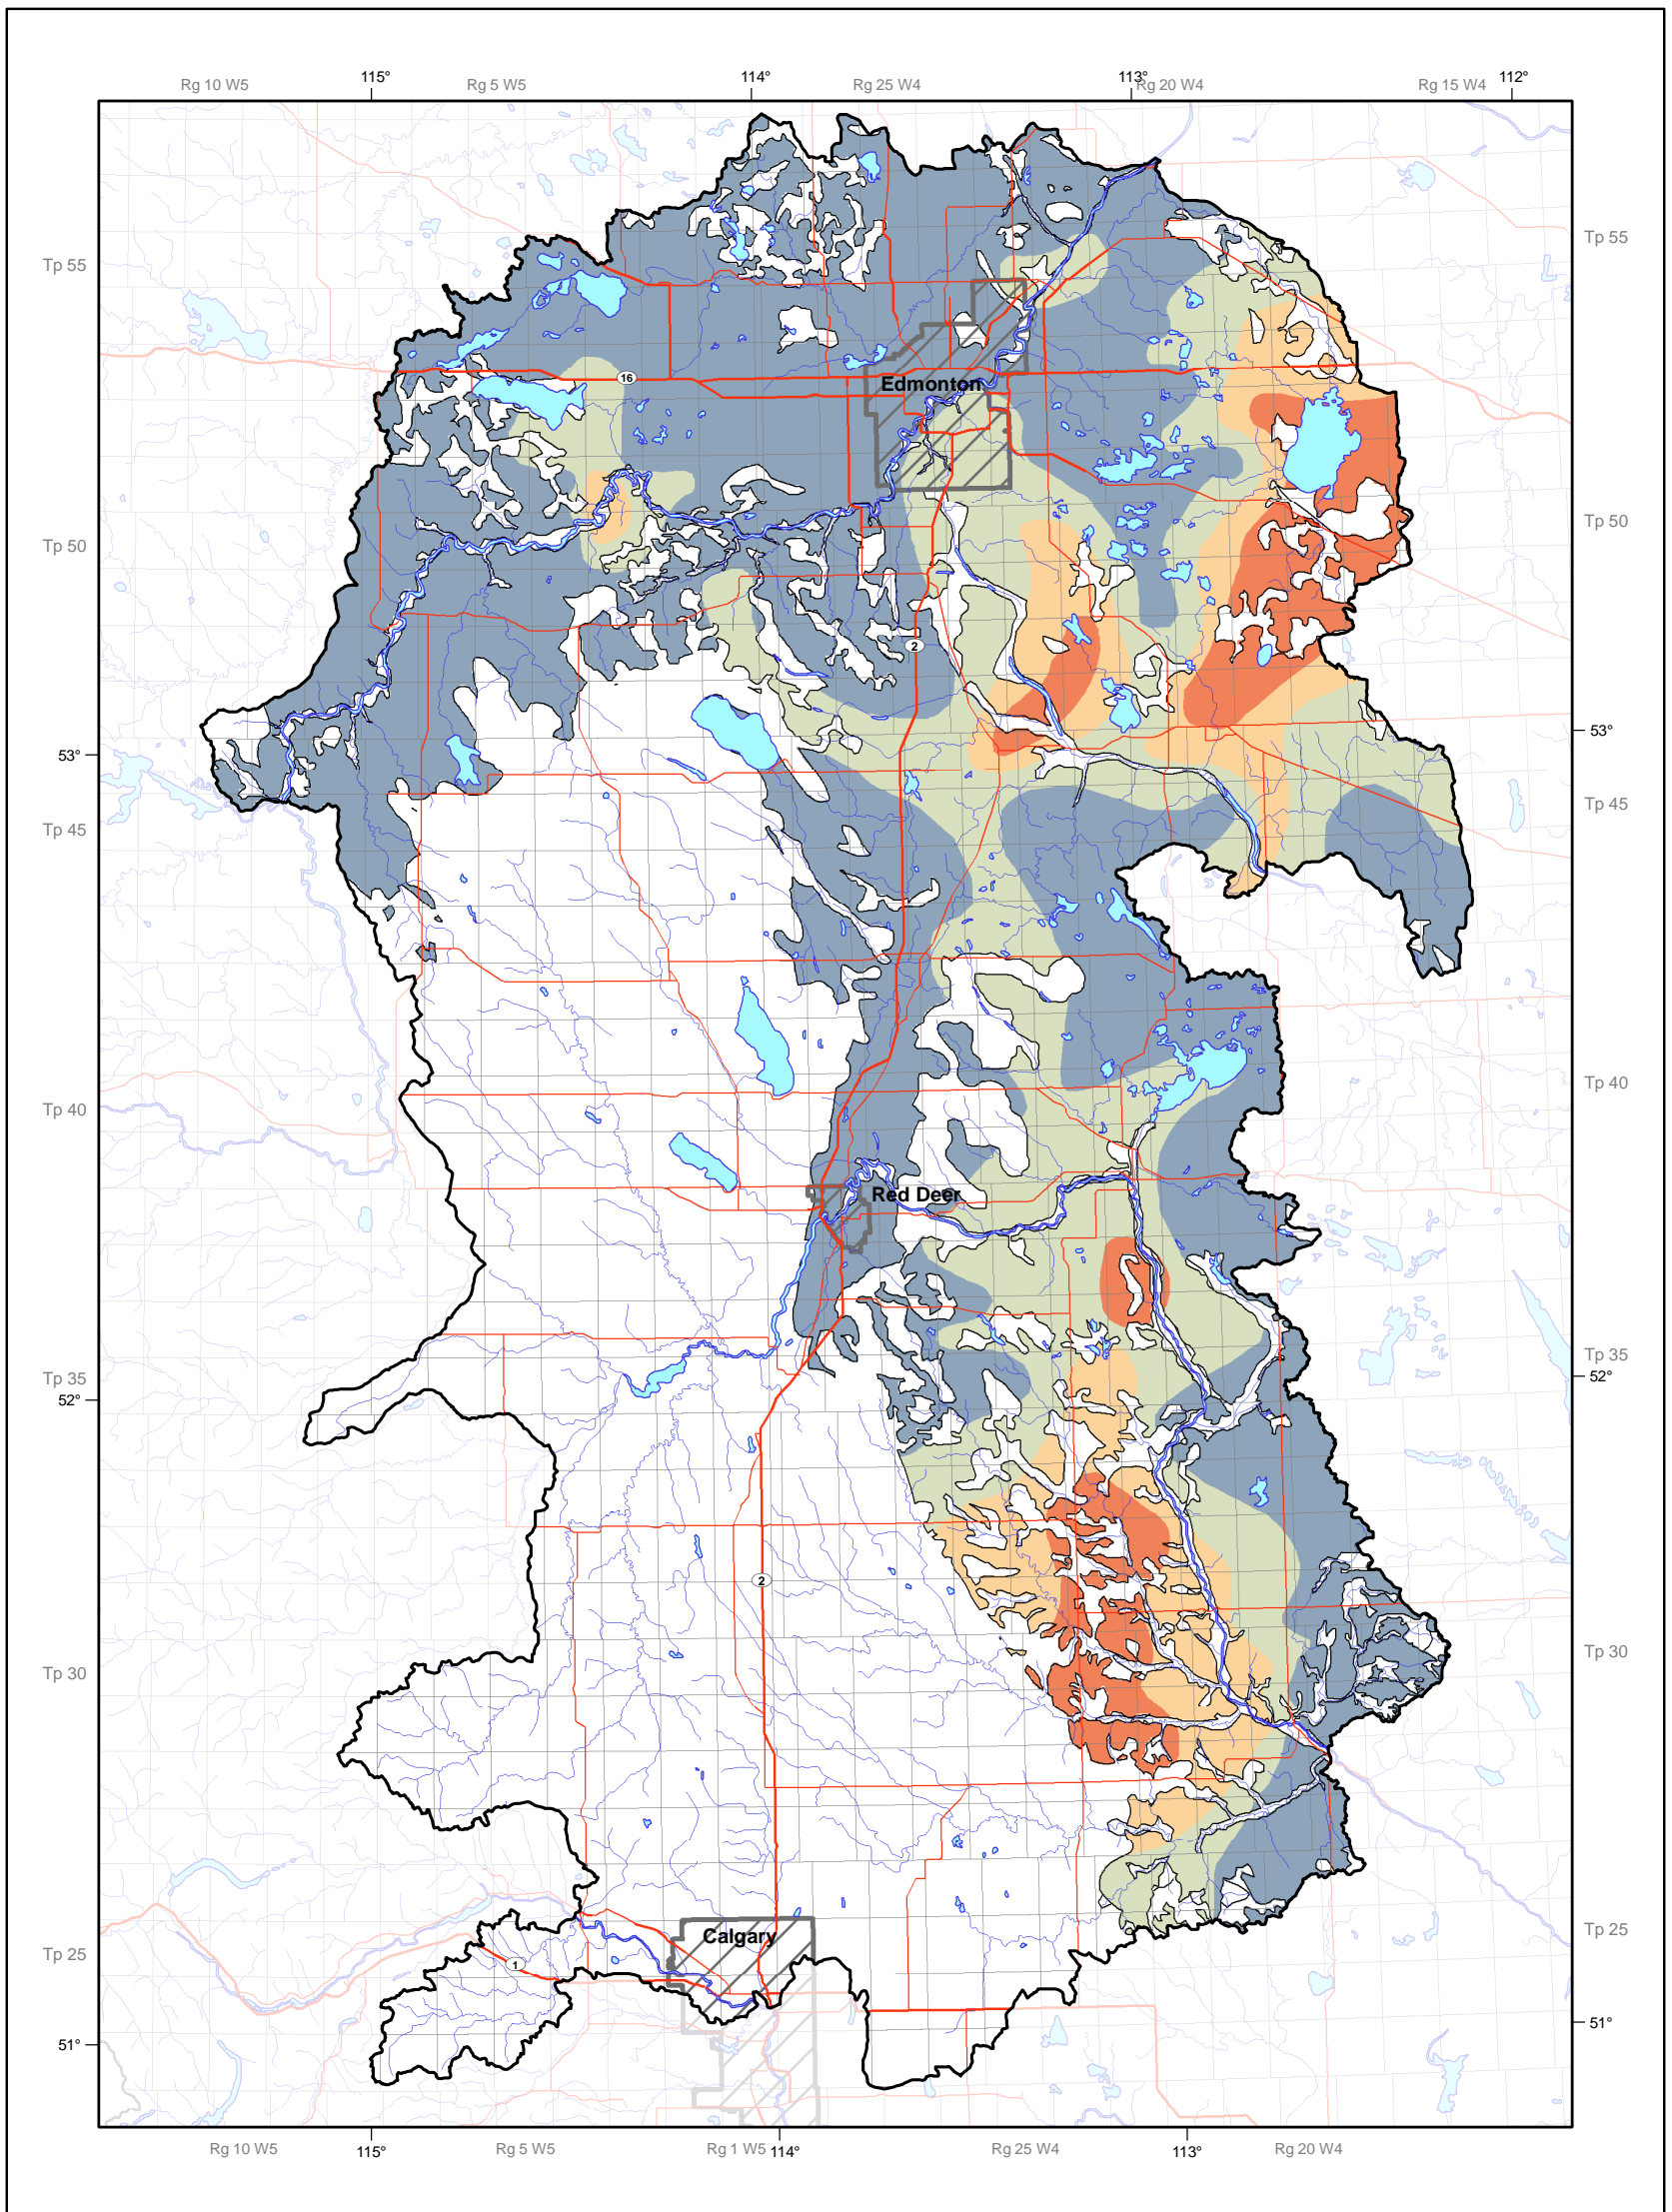 115° 114° 113° 112°
Rg 10 W5 Rg 5 W5 Rg 25 W4 Rg 20 W4 Rg 15 W4
Tp 55 Tp 55
16
Edmonton
Tp 50 Tp 50
2
53° 53°
Tp 45 Tp 45
Tp 40 Tp 40
Red Deer
Tp 35 Tp 35
52° 52°
2
Tp 30 Tp 30
Calgary
Tp 25 Tp 25
1
51° 51°
Rg 10 W5 115° Rg 5 W5 Rg 1 W5 114° Rg 25 W4 113° Rg 20 W4